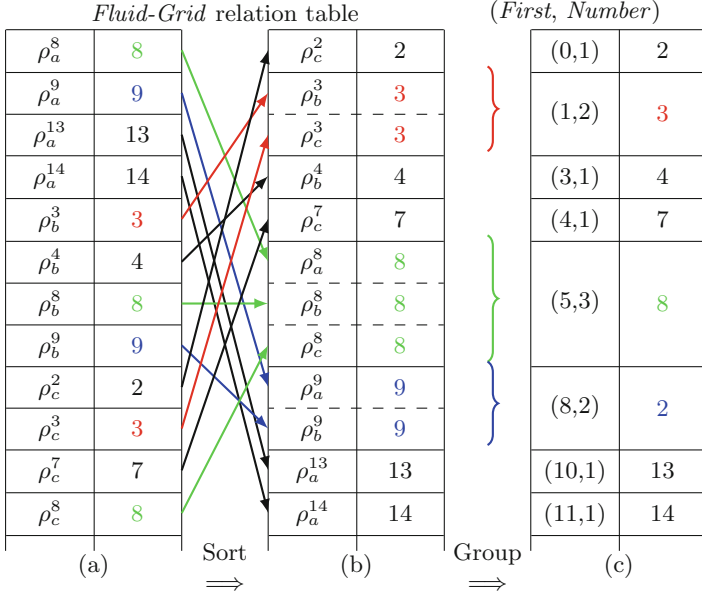 Fluid-Grid relation table (First, Number)
ρ_a^8 8 ρ_c^2 2 (0,1) 2
ρ_a^9 9 ρ_b^3 3 (1,2) 3
ρ_a^13 13 ρ_c^3 3
ρ_a^14 14 ρ_b^4 4 (3,1) 4
ρ_b^3 3 ρ_c^7 7 (4,1) 7
ρ_b^4 4 ρ_a^8 8 (5,3) 8
ρ_b^8 8 ρ_b^8 8
ρ_b^9 9 ρ_c^8 8
ρ_c^2 2 ρ_a^9 9 (8,2) 2
ρ_c^3 3 ρ_b^9 9
ρ_c^7 7 ρ_a^13 13 (10,1) 13
ρ_c^8 8 ρ_a^14 14 (11,1) 14
(a) Sort ⟹ (b) Group ⟹ (c)